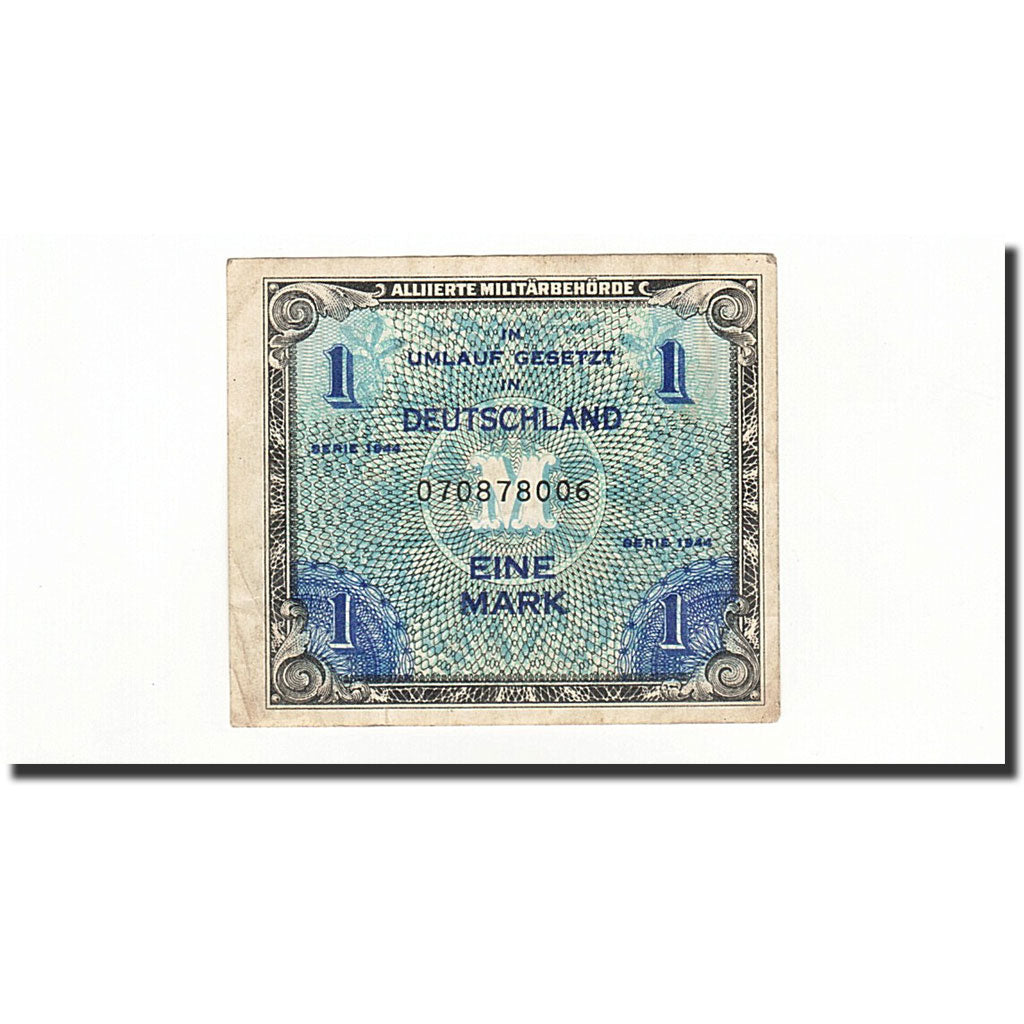 ALLIIERTE MILITÄRBEHÖRDE
IN
UMLAUF GESETZT
1 1
IN
DEUTSCHLAND
SERIE 1944
M
070878006
SERIE 1944
EINE
MARK
1 1